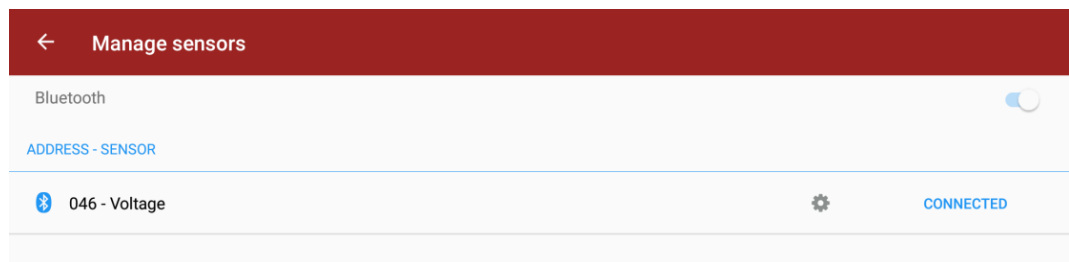 Manage sensors
Bluetooth
ADDRESS - SENSOR
046 - Voltage CONNECTED